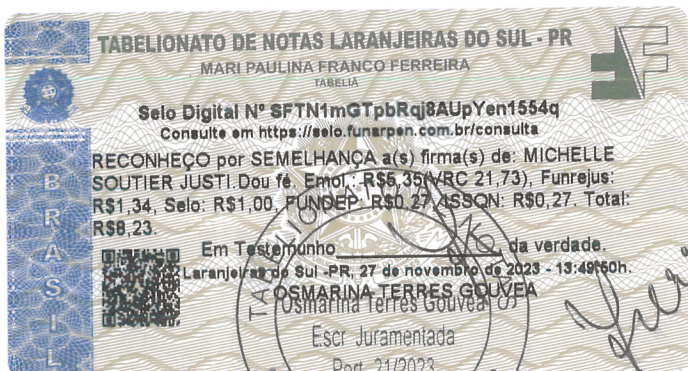 TABELIONATO DE NOTAS LARANJEIRAS DO SUL - PR
MARI PAULINA FRANCO FERREIRA
TABELIÃ
Selo Digital Nº SFTN1mGTpbRqj8AUpYen1554q
Consulte em https://selo.funarpen.com.br/consulta
RECONHEÇO por SEMELHANÇA a(s) firma(s) de: MICHELLE
SOUTIER JUSTI.Dou fé. Emol.: R$5,35(VRC 21,73), Funrejus:
R$1,34, Selo: R$1,00, FUNDEP: R$0,27, ISSQN: R$0,27. Total:
R$8,23.
Em Testemunho da verdade.
Laranjeiras do Sul -PR, 27 de novembro de 2023 - 13:49:50h.
OSMARINA TERRES GOUVEA
Osmarina Terres Gouvea
Escr Juramentada
Port 21/2023
BRASIL